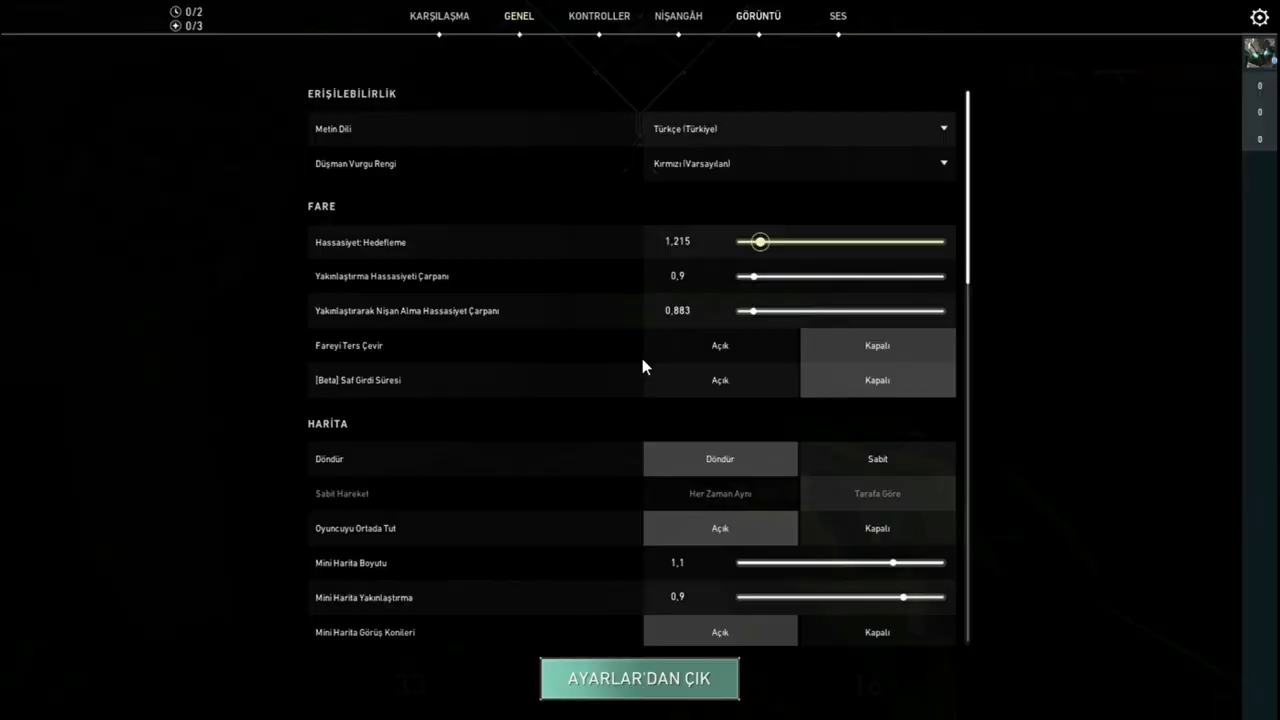 0/2
0/3
KARŞILAŞMA GENEL KONTROLLER NİŞANGÂH GÖRÜNTÜ SES
0
0
0
ERİŞİLEBİLİRLİK
Metin Dili Türkçe (Türkiye)
Düşman Vurgu Rengi Kırmızı (Varsayılan)
FARE
Hassasiyet: Hedefleme 1,215
Yakınlaştırma Hassasiyeti Çarpanı 0,9
Yakınlaştırarak Nişan Alma Hassasiyet Çarpanı 0,883
Fareyi Ters Çevir Açık Kapalı
[Beta] Saf Girdi Süresi Açık Kapalı
HARİTA
Döndür Döndür Sabit
Sabit Hareket Her Zaman Aynı Tarafa Göre
Oyuncuyu Ortada Tut Açık Kapalı
Mini Harita Boyutu 1,1
Mini Harita Yakınlaştırma 0,9
Mini Harita Görüş Konileri Açık Kapalı
AYARLAR'DAN ÇIK
33 16